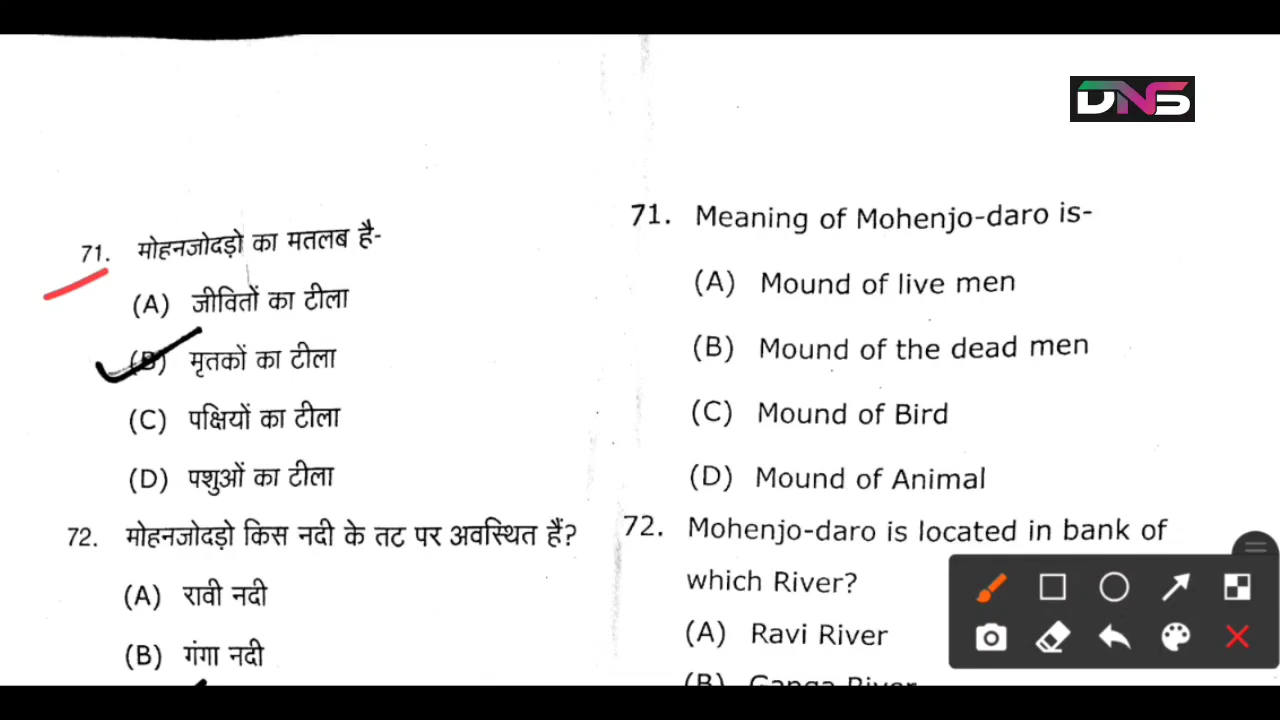 DNS
71. मोहनजोदड़ो का मतलब है-
(A) जीवितों का टीला
(B) मृतकों का टीला
(C) पक्षियों का टीला
(D) पशुओं का टीला
72. मोहनजोदड़ो किस नदी के तट पर अवस्थित हैं?
(A) रावी नदी
(B) गंगा नदी
71. Meaning of Mohenjo-daro is-
(A) Mound of live men
(B) Mound of the dead men
(C) Mound of Bird
(D) Mound of Animal
72. Mohenjo-daro is located in bank of
which River?
(A) Ravi River
(B) Ganga River